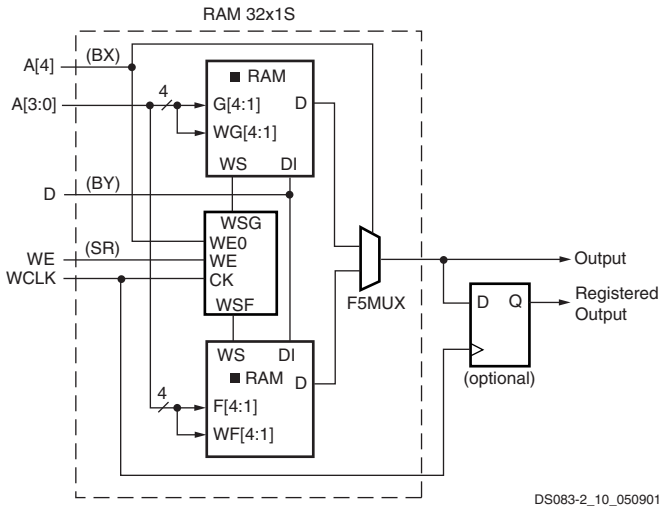 RAM 32x1S
A[4]
(BX)
A[3:0]
4
RAM
G[4:1]
D
WG[4:1]
WS
DI
D
(BY)
WSG
WE0
WE
(SR)
WE
WCLK
CK
WSF
F5MUX
Output
D
Q
Registered
Output
(optional)
WS
DI
RAM
D
4
F[4:1]
WF[4:1]
DS083-2_10_050901